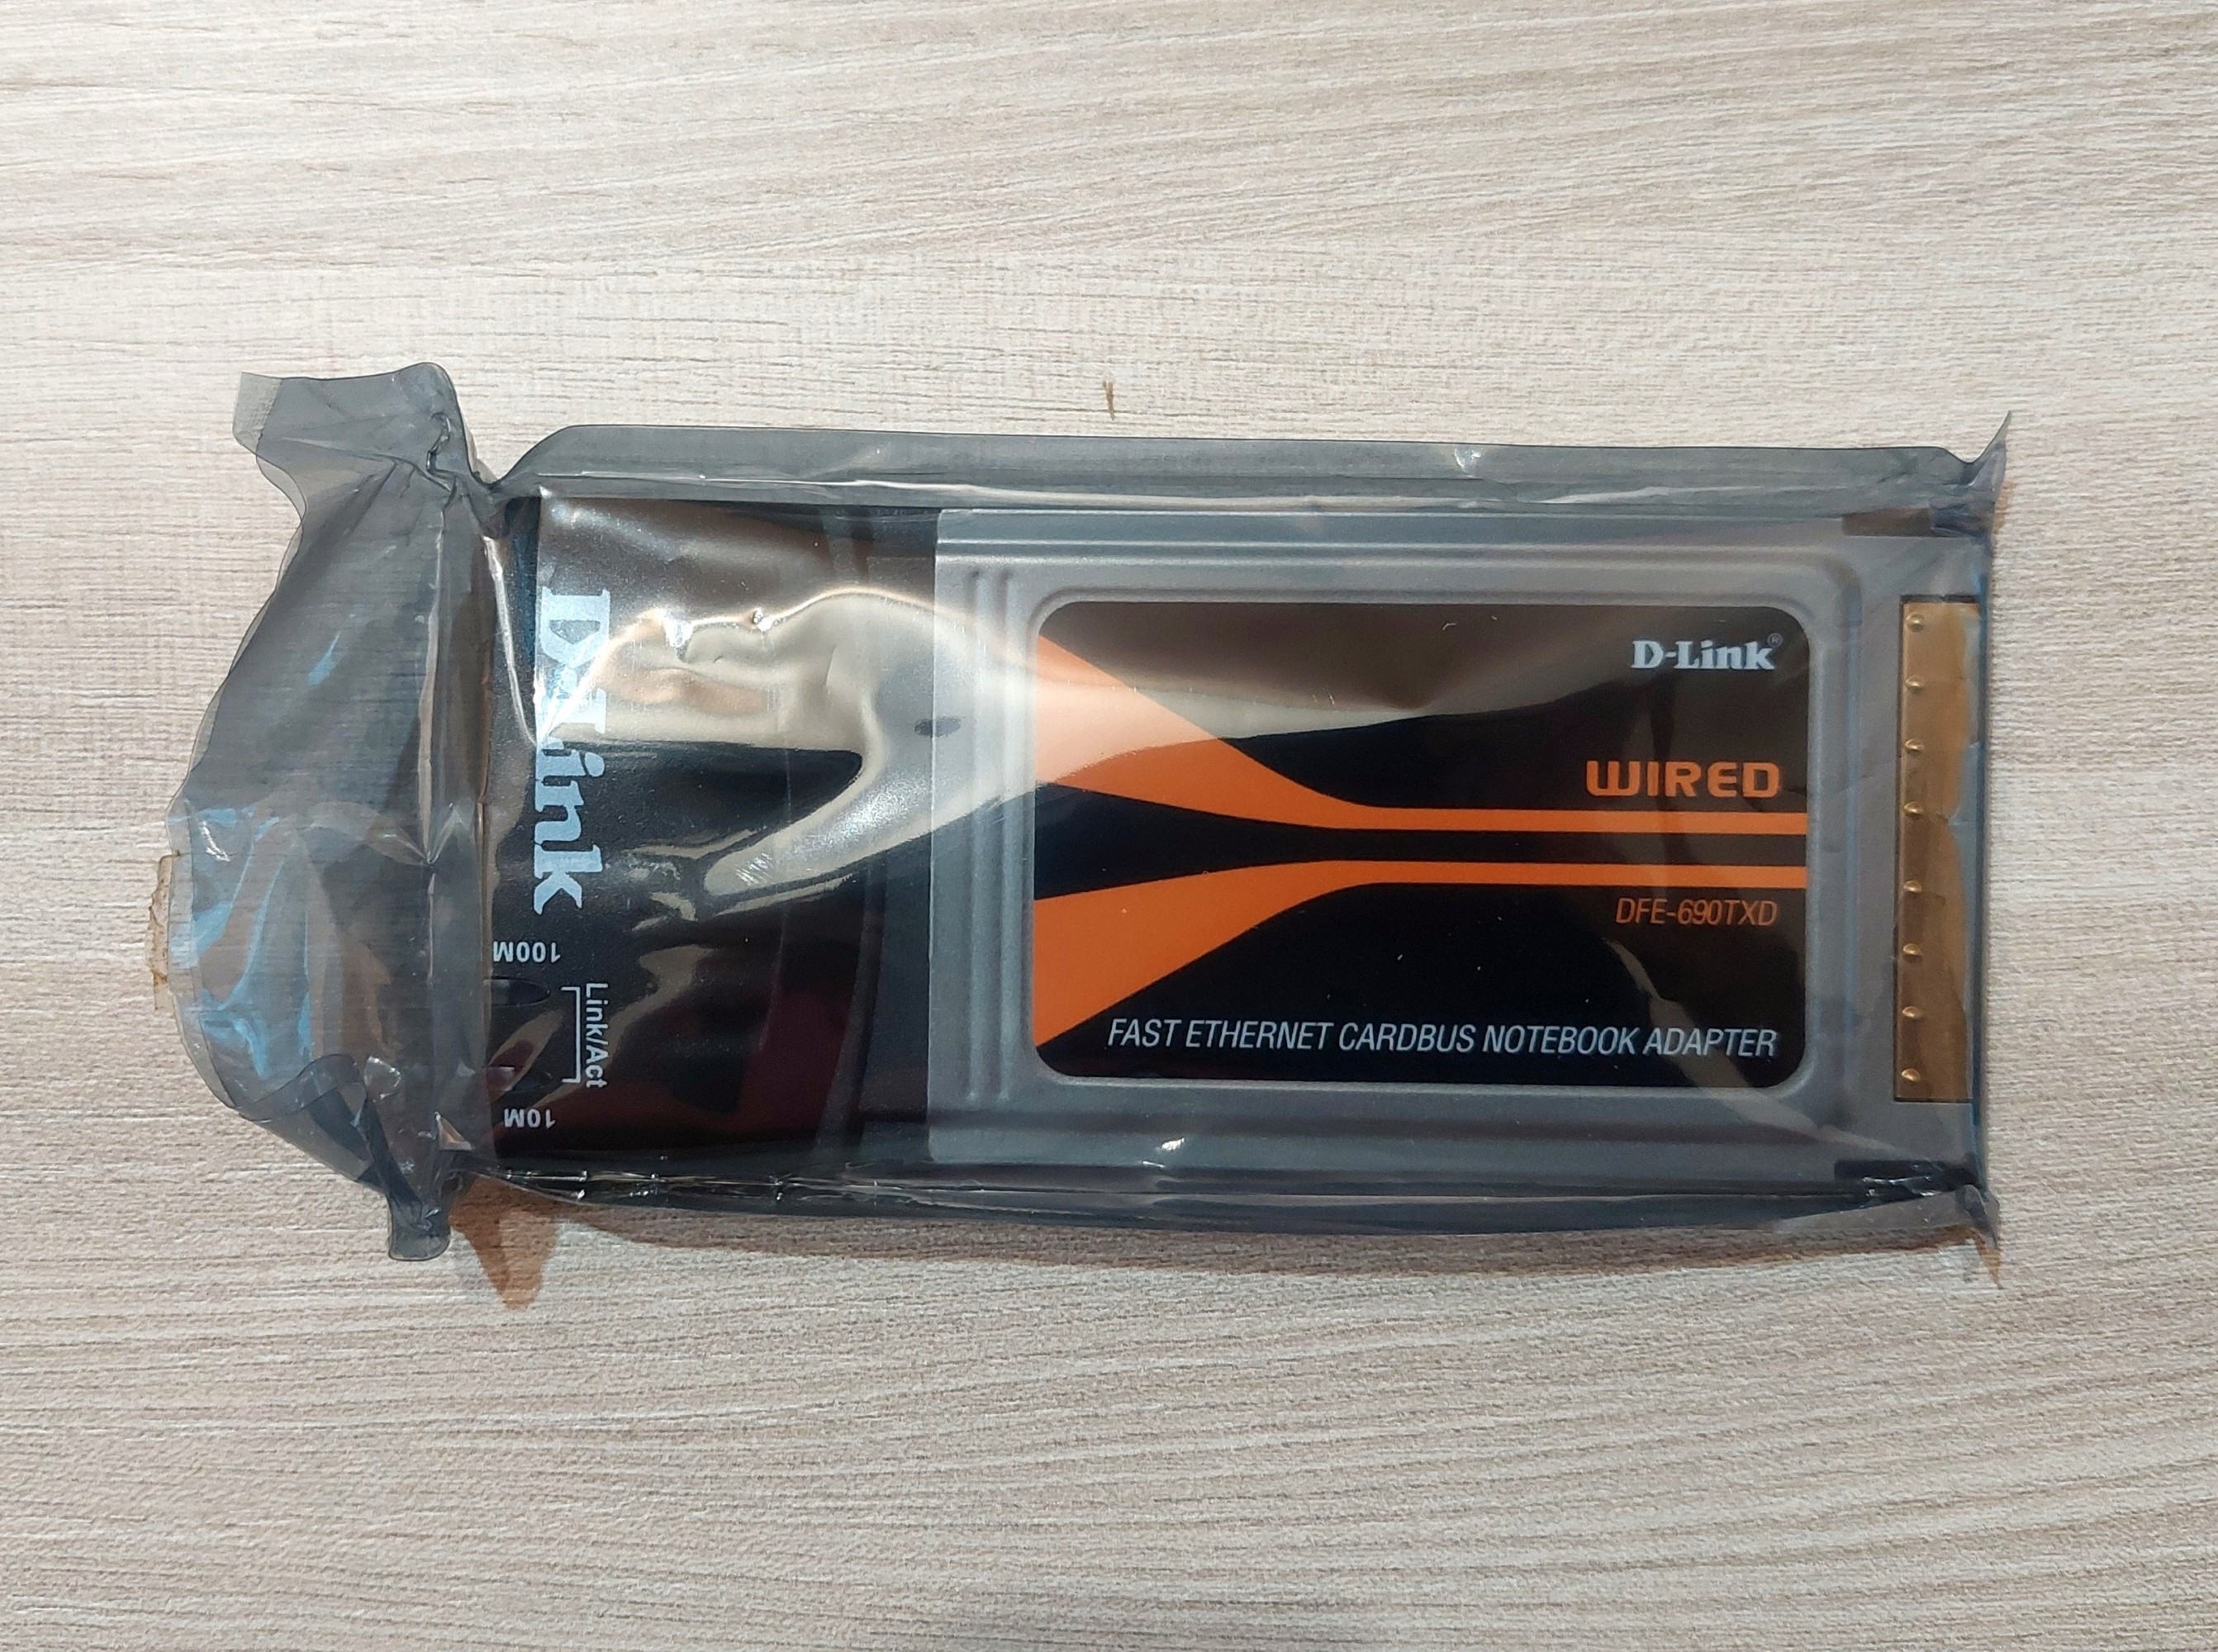 D-Link
100M
Link/Act
10M
D-Link®
WIRED
DFE-690TXD
FAST ETHERNET CARDBUS NOTEBOOK ADAPTER